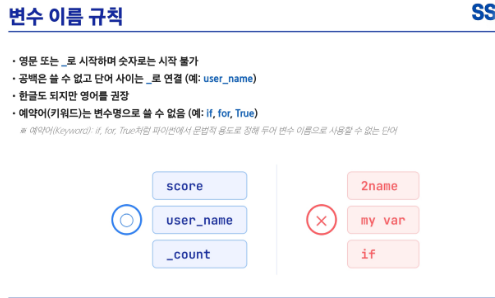 변수 이름 규칙
SS
• 영문 또는 _로 시작하며 숫자로는 시작 불가
• 공백은 쓸 수 없고 단어 사이는 _로 연결 (예: user_name)
• 한글도 되지만 영어를 권장
• 예약어(키워드)는 변수명으로 쓸 수 없음 (예: if, for, True)
※ 예약어(Keyword): if, for, True처럼 파이썬에서 문법적 용도로 정해 두어 변수 이름으로 사용할 수 없는 단어
score
user_name
_count
2name
my var
if